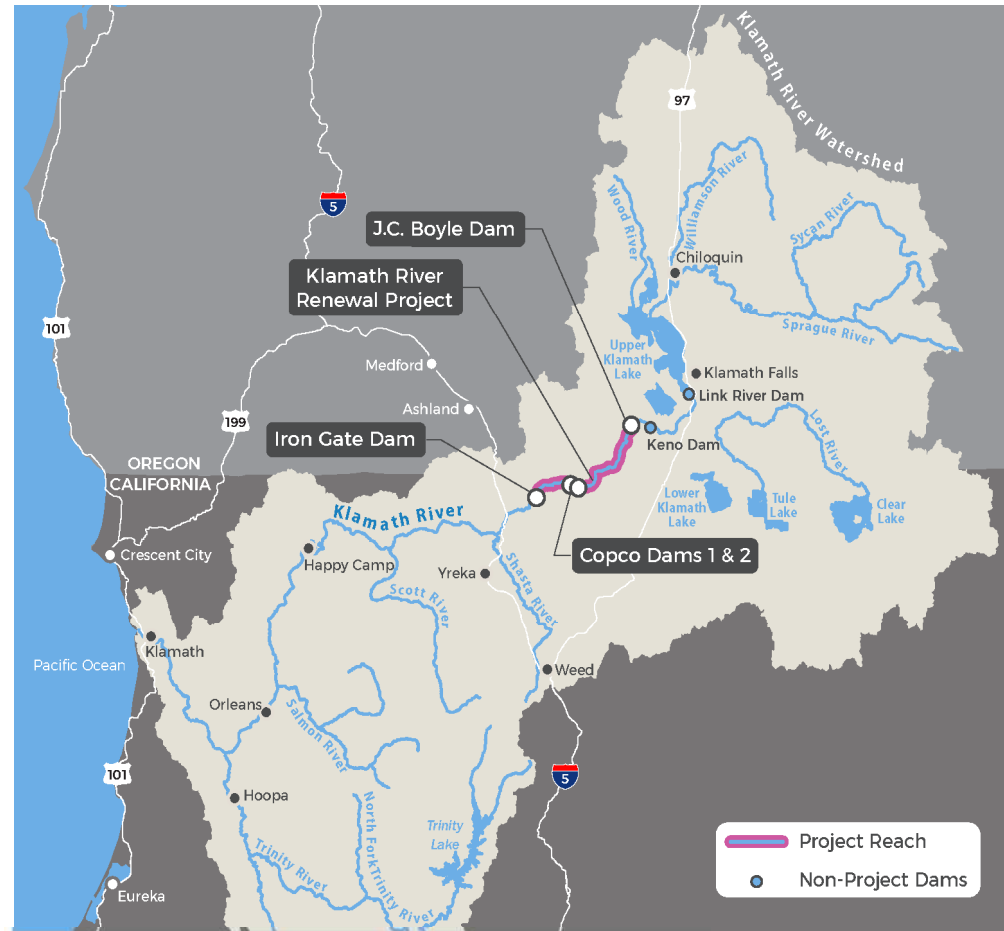 Klamath River Watershed
97
5
Wood River
Williamson River
Sycan River
J.C. Boyle Dam
Chiloquin
Klamath River
Renewal Project
Sprague River
101
Upper
Klamath
Lake
Medford
Klamath Falls
Link River Dam
Ashland
199
Iron Gate Dam
Keno Dam
Lost River
OREGON
CALIFORNIA
Lower
Klamath
Lake
Tule
Lake
Clear
Lake
Klamath River
Crescent City
Happy Camp
Copco Dams 1 & 2
Yreka
Shasta River
Scott River
Klamath
Pacific Ocean
Weed
Orleans
Salmon River
101
5
Hoopa
North Fork Trinity River
Trinity
Lake
Trinity River
Eureka
Project Reach
Non-Project Dams